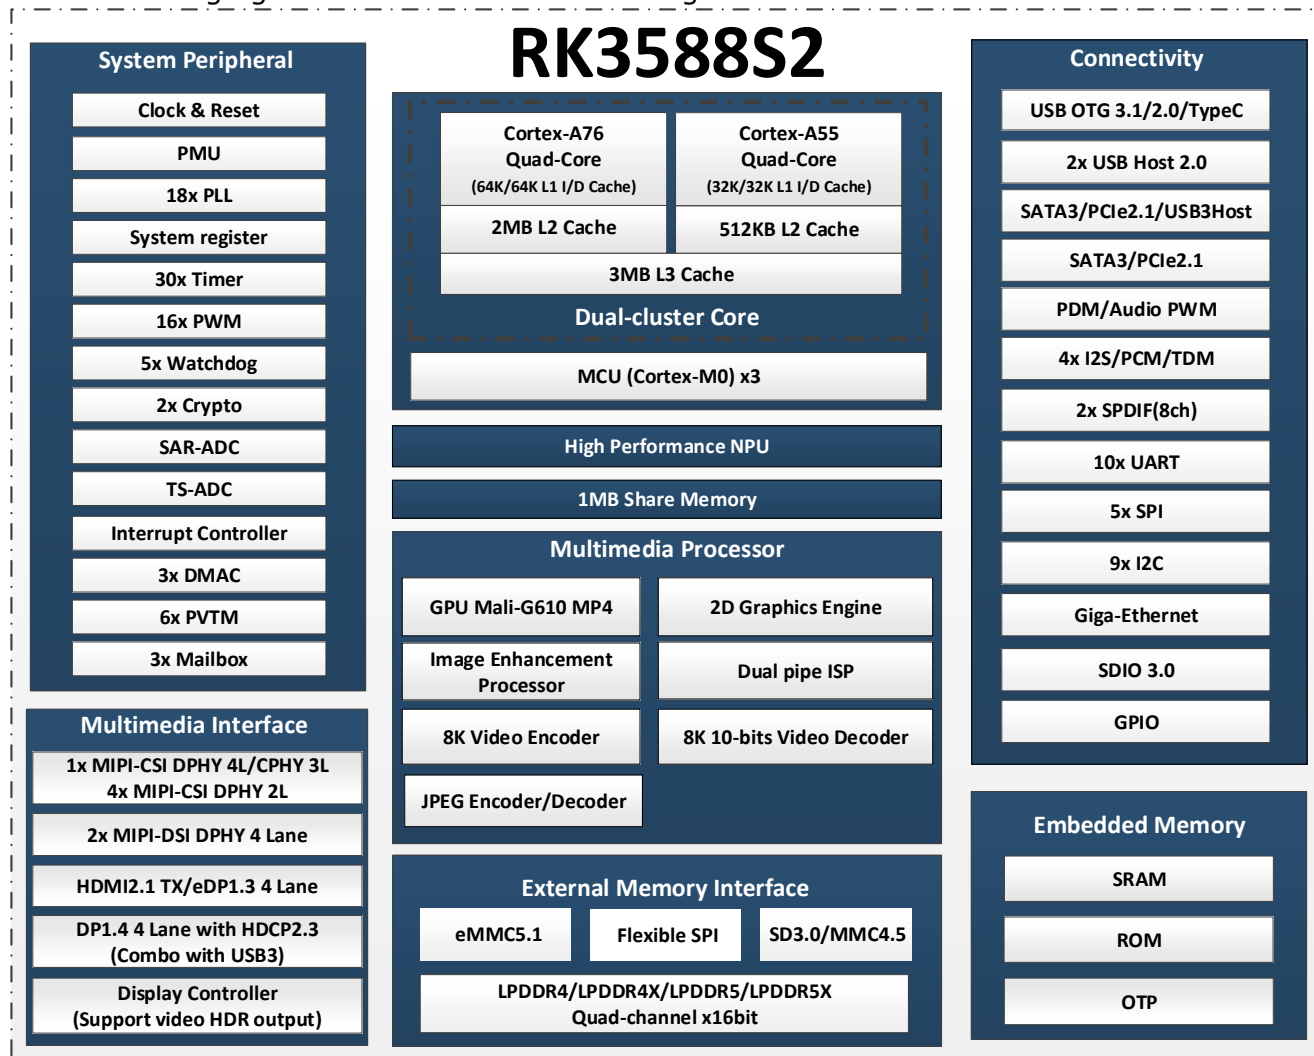 RK3588S2
System Peripheral
Clock & Reset
PMU
18x PLL
System register
30x Timer
16x PWM
5x Watchdog
2x Crypto
SAR-ADC
TS-ADC
Interrupt Controller
3x DMAC
6x PVTM
3x Mailbox
Multimedia Interface
1x MIPI-CSI DPHY 4L/CPHY 3L
4x MIPI-CSI DPHY 2L
2x MIPI-DSI DPHY 4 Lane
HDMI2.1 TX/eDP1.3 4 Lane
DP1.4 4 Lane with HDCP2.3
(Combo with USB3)
Display Controller
(Support video HDR output)
Cortex-A76
Quad-Core
(64K/64K L1 I/D Cache)
2MB L2 Cache
Cortex-A55
Quad-Core
(32K/32K L1 I/D Cache)
512KB L2 Cache
3MB L3 Cache
Dual-cluster Core
MCU (Cortex-M0) x3
High Performance NPU
1MB Share Memory
Multimedia Processor
GPU Mali-G610 MP4
2D Graphics Engine
Image Enhancement
Processor
Dual pipe ISP
8K Video Encoder
8K 10-bits Video Decoder
JPEG Encoder/Decoder
External Memory Interface
eMMC5.1
Flexible SPI
SD3.0/MMC4.5
LPDDR4/LPDDR4X/LPDDR5/LPDDR5X
Quad-channel x16bit
Connectivity
USB OTG 3.1/2.0/TypeC
2x USB Host 2.0
SATA3/PCIe2.1/USB3Host
SATA3/PCIe2.1
PDM/Audio PWM
4x I2S/PCM/TDM
2x SPDIF(8ch)
10x UART
5x SPI
9x I2C
Giga-Ethernet
SDIO 3.0
GPIO
Embedded Memory
SRAM
ROM
OTP